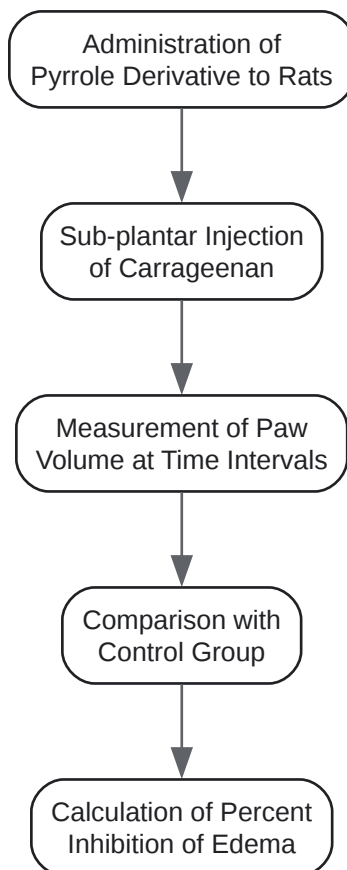 Administration of
Pyrrole Derivative to Rats
Sub-plantar Injection
of Carrageenan
Measurement of Paw
Volume at Time Intervals
Comparison with
Control Group
Calculation of Percent
Inhibition of Edema